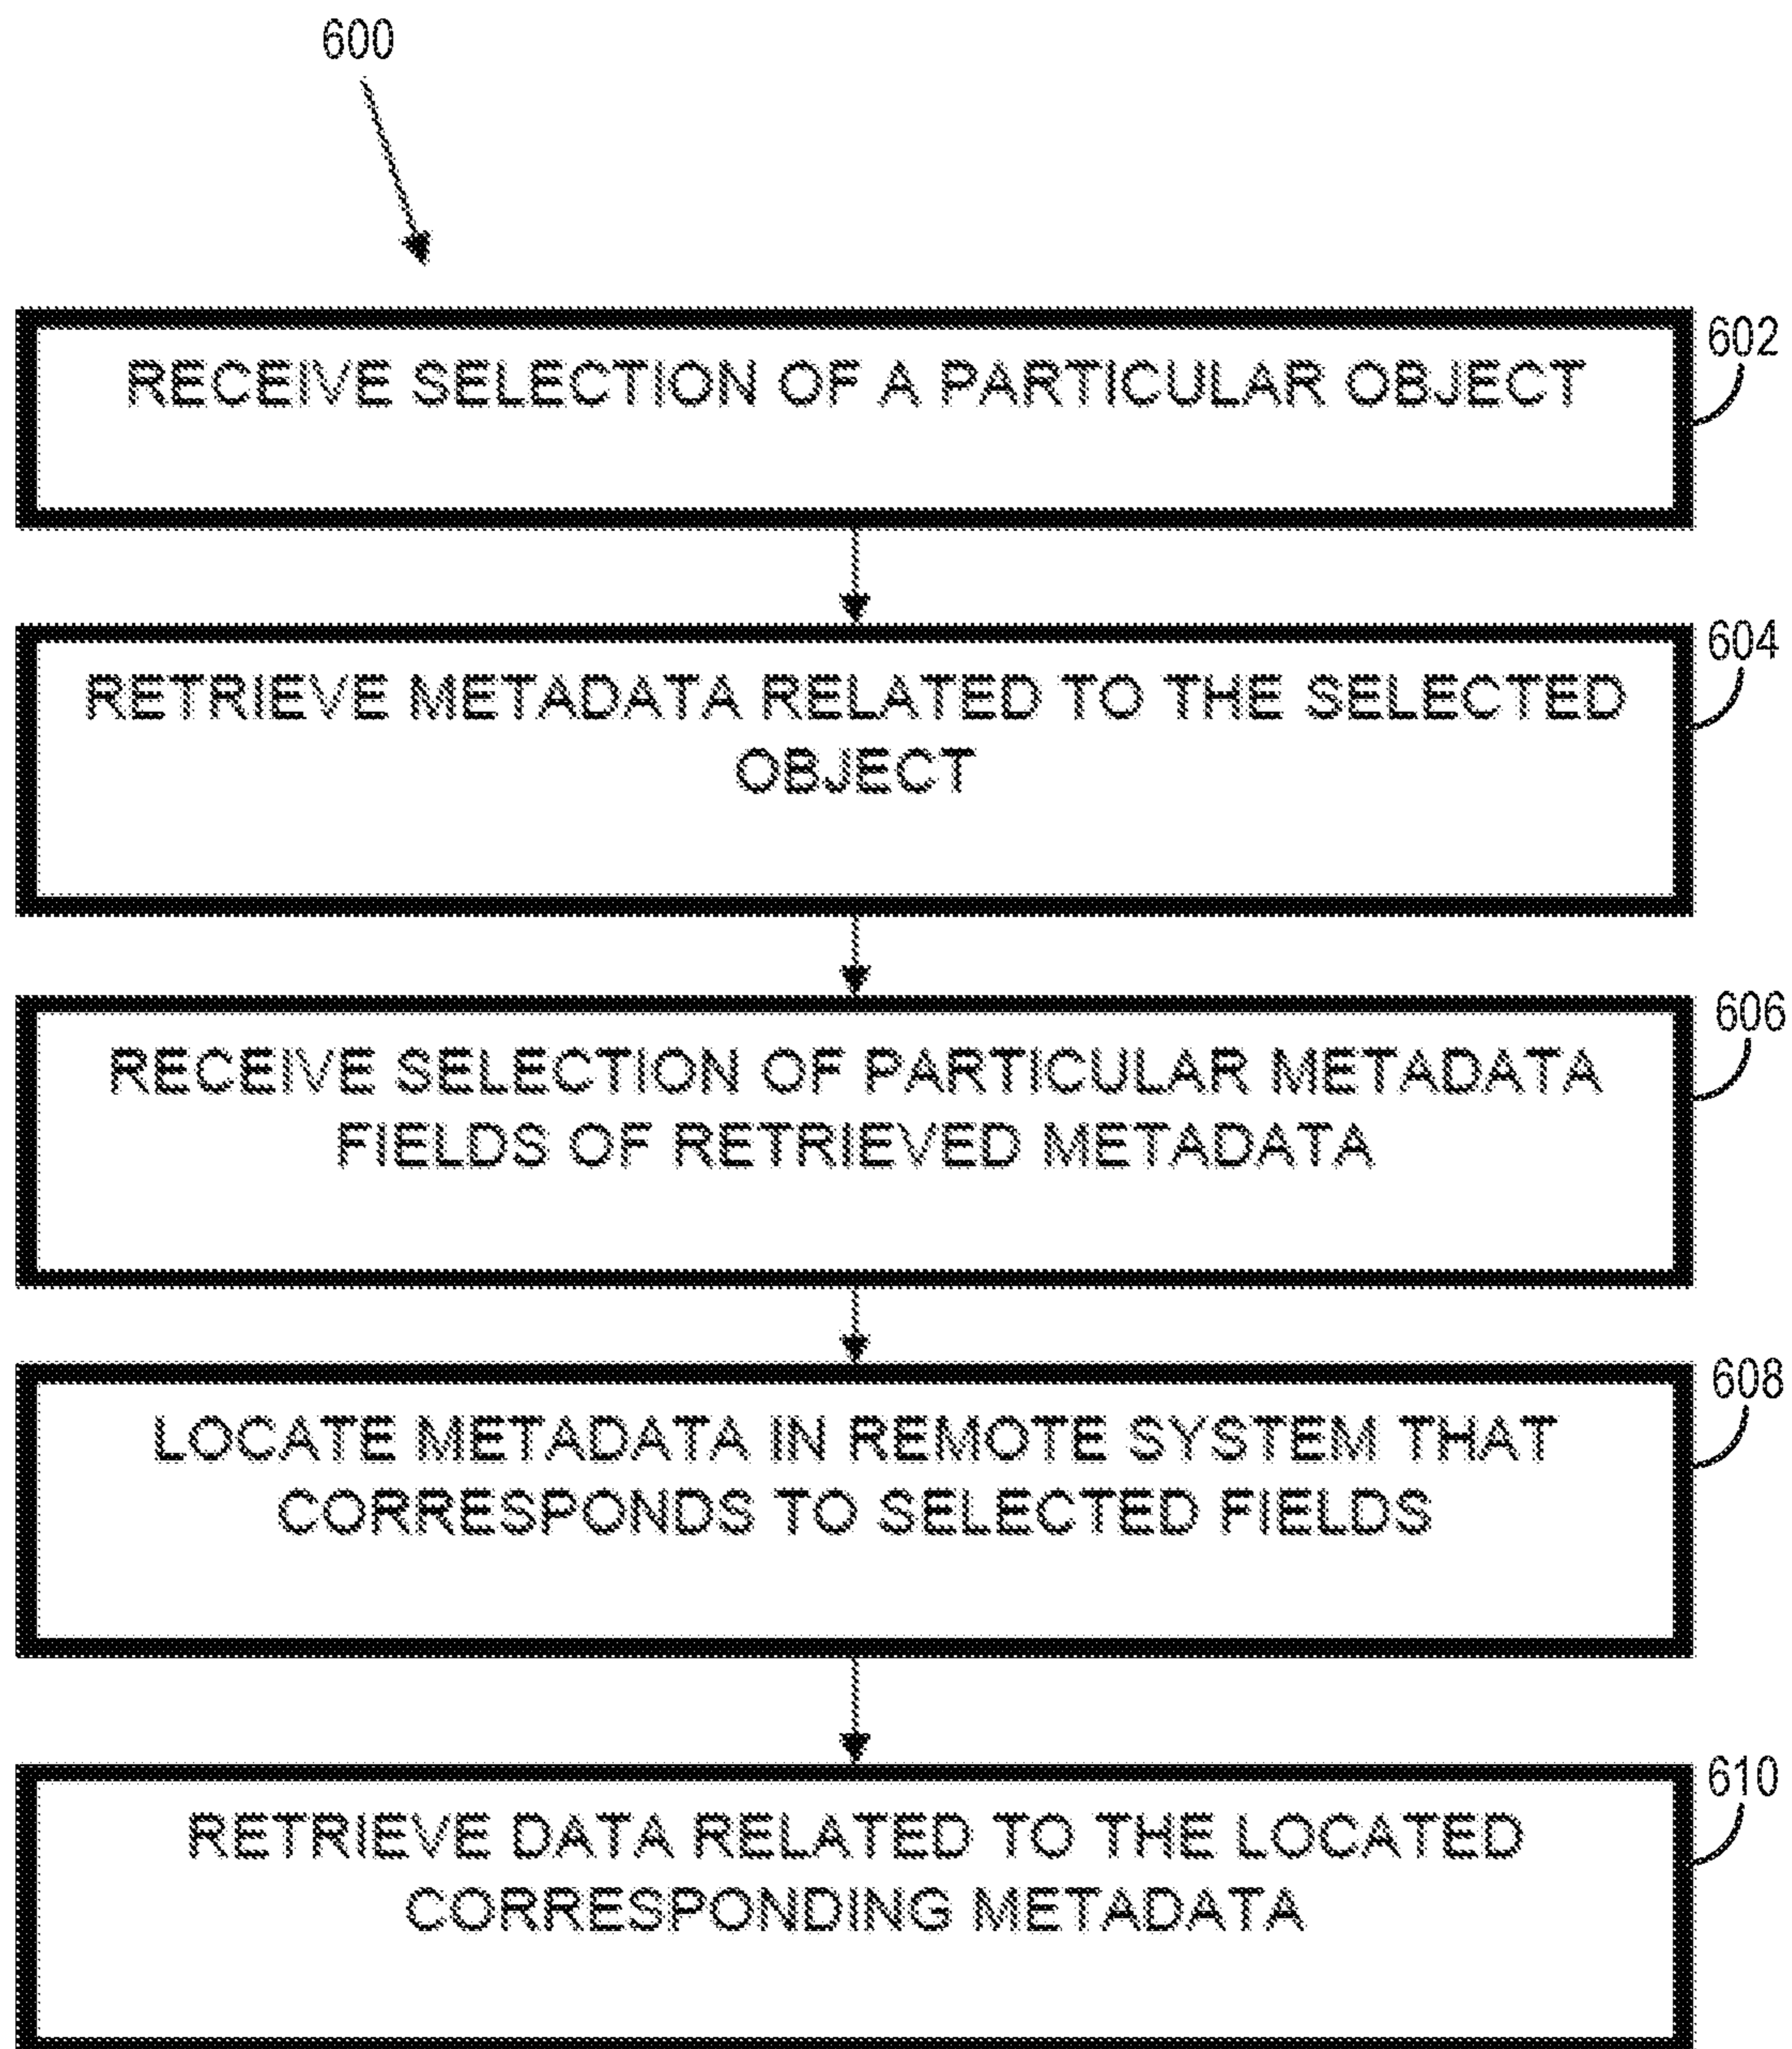 600
RECEIVE SELECTION OF A PARTICULAR OBJECT
602
RETRIEVE METADATA RELATED TO THE SELECTED
OBJECT
604
RECEIVE SELECTION OF PARTICULAR METADATA
FIELDS OF RETRIEVED METADATA
606
LOCATE METADATA IN REMOTE SYSTEM THAT
CORRESPONDS TO SELECTED FIELDS
608
RETRIEVE DATA RELATED TO THE LOCATED
CORRESPONDING METADATA
610